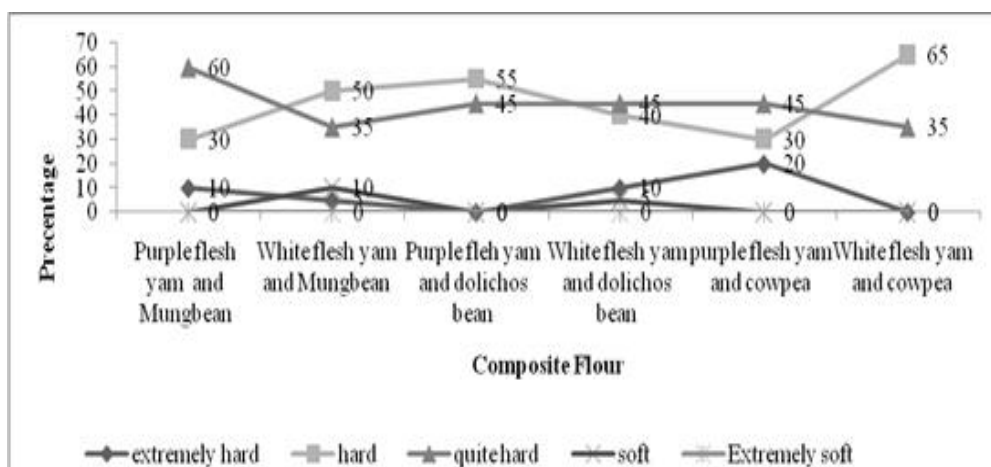 70
60
50
40
30
20
10
0
Precentage
60 50 55 45 45 45 65
30 35 40 30 20 35
10 10 10 5
0 0 0 0 0 0
Purple flesh White flesh yam Purple fleh yam White flesh yam purple flesh yam White flesh yam
yam and and Mungbean and dolichos and dolichos and cowpea and cowpea
Mungbean bean bean
Composite Flour
extremely hard hard quite hard soft Extremely soft